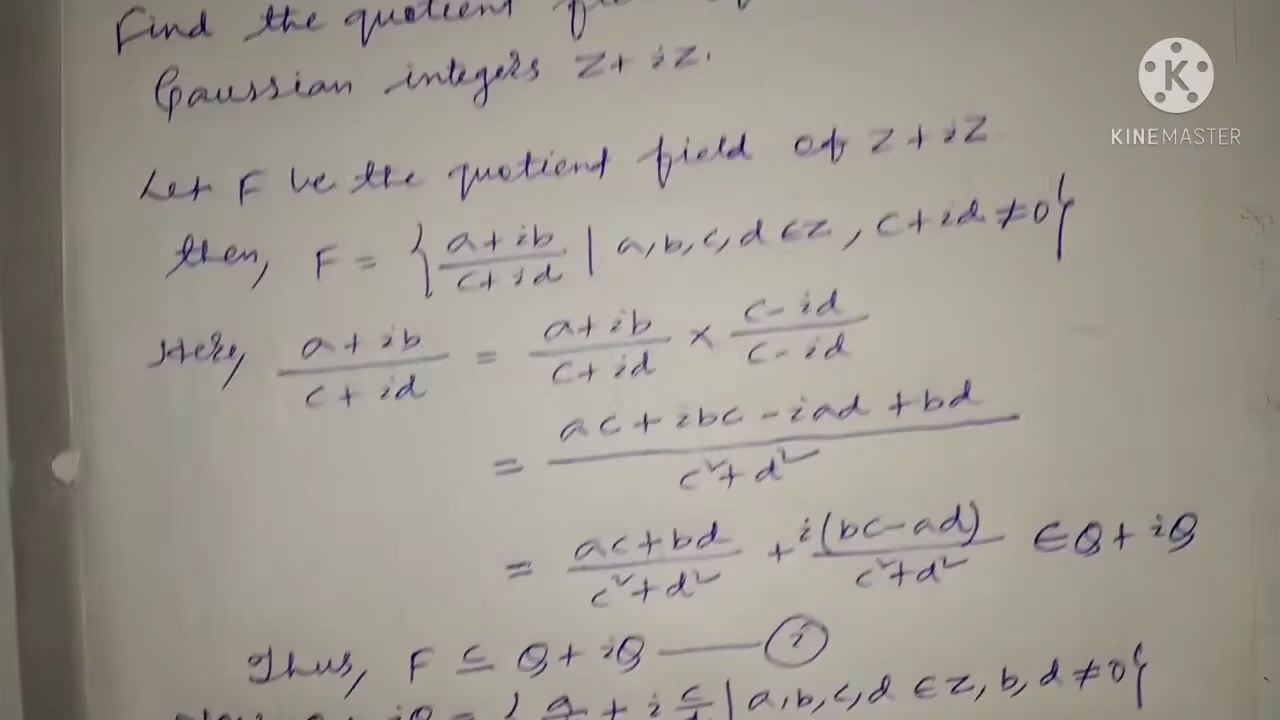 Find the quotient field
Gaussian integers Z + iZ.
Let F be the quotient field of Z + iZ
then, F = { (a+ib)/(c+id) | a,b,c,d ∈ Z, c+id ≠ 0}
Here, (a+ib)/(c+id) = (a+ib)/(c+id) × (c-id)/(c-id)
= (ac + ibc - iad + bd)/(c²+d²)
= (ac+bd)/(c²+d²) + i(bc-ad)/(c²+d²) ∈ Q + iQ
Thus, F ⊆ Q + iQ —— (i)
iQ = { a/ + i c/d | a,b,c,d ∈ Z, b,d ≠ 0}
KINEMASTER